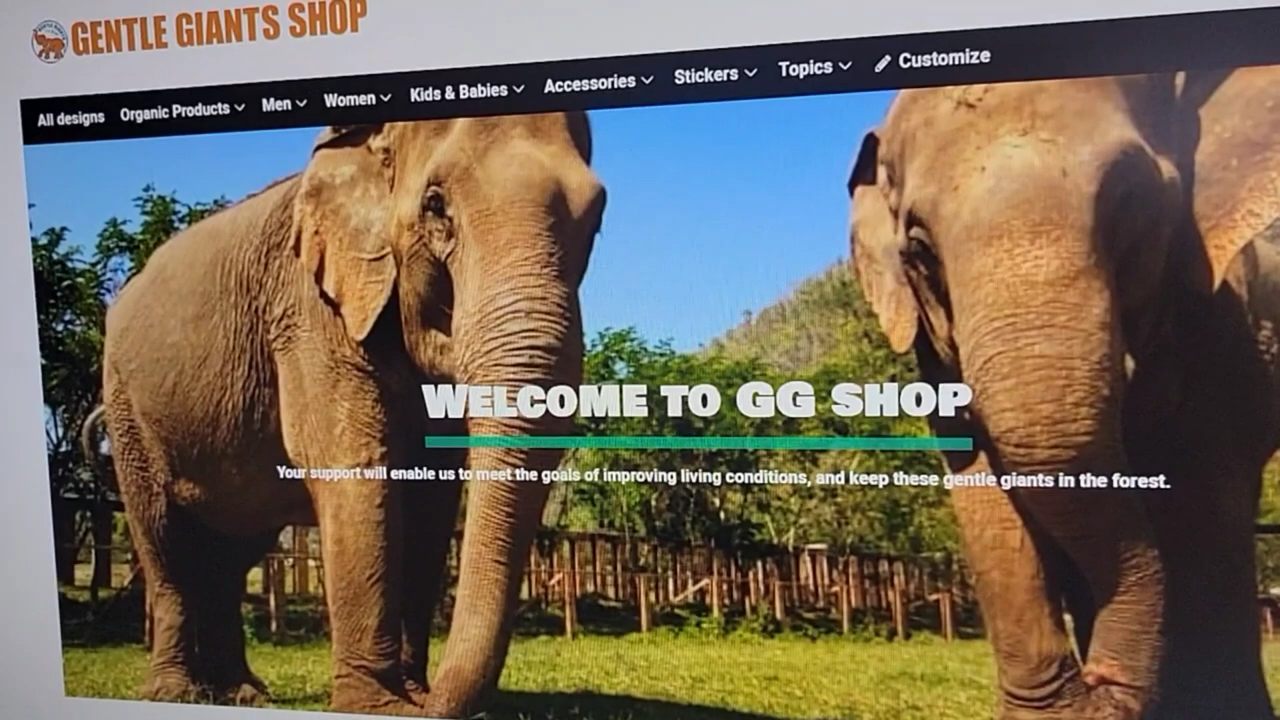 GENTLE GIANTS SHOP
All designs Organic Products Men Women Kids & Babies Accessories Stickers Topics Customize
WELCOME TO GG SHOP
Your support will enable us to meet the goals of improving living conditions, and keep these gentle giants in the forest.